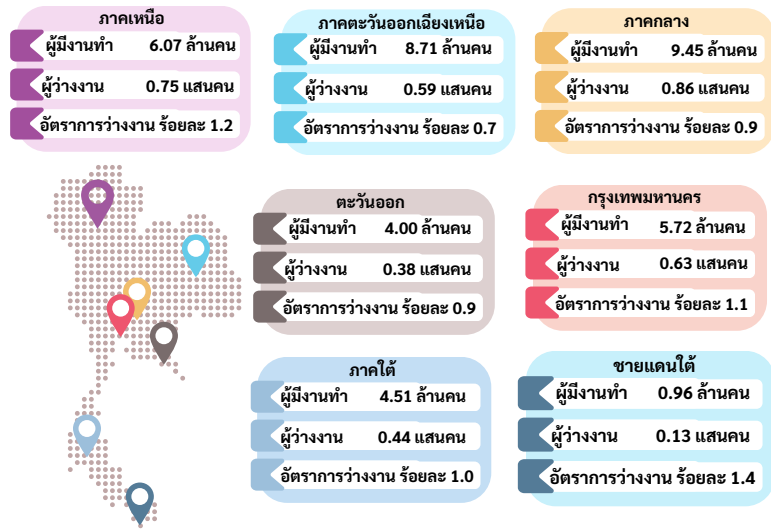 ภาคเหนือ
ผู้มีงานทำ 6.07 ล้านคน
ผู้ว่างงาน 0.75 แสนคน
อัตราการว่างงาน ร้อยละ 1.2
ภาคตะวันออกเฉียงเหนือ
ผู้มีงานทำ 8.71 ล้านคน
ผู้ว่างงาน 0.59 แสนคน
อัตราการว่างงาน ร้อยละ 0.7
ภาคกลาง
ผู้มีงานทำ 9.45 ล้านคน
ผู้ว่างงาน 0.86 แสนคน
อัตราการว่างงาน ร้อยละ 0.9
ตะวันออก
ผู้มีงานทำ 4.00 ล้านคน
ผู้ว่างงาน 0.38 แสนคน
อัตราการว่างงาน ร้อยละ 0.9
กรุงเทพมหานคร
ผู้มีงานทำ 5.72 ล้านคน
ผู้ว่างงาน 0.63 แสนคน
อัตราการว่างงาน ร้อยละ 1.1
ภาคใต้
ผู้มีงานทำ 4.51 ล้านคน
ผู้ว่างงาน 0.44 แสนคน
อัตราการว่างงาน ร้อยละ 1.0
ชายแดนใต้
ผู้มีงานทำ 0.96 ล้านคน
ผู้ว่างงาน 0.13 แสนคน
อัตราการว่างงาน ร้อยละ 1.4